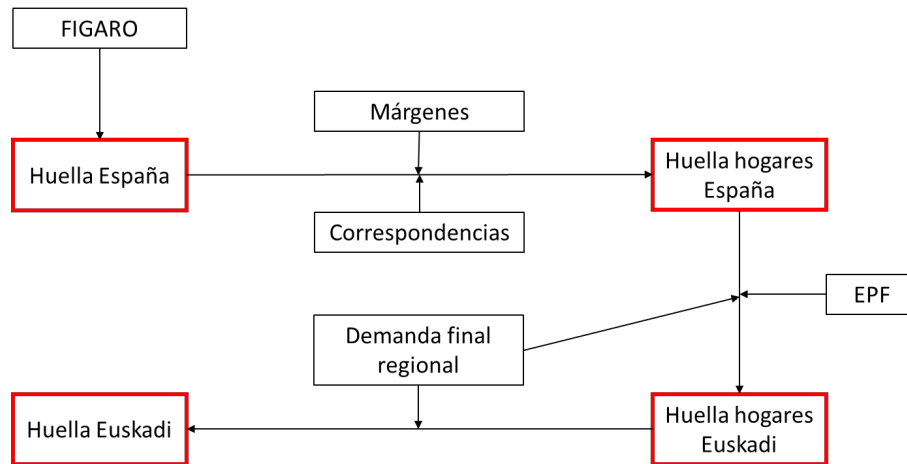 FIGARO
Márgenes
Huella España
Huella hogares
España
Correspondencias
EPF
Demanda final
regional
Huella Euskadi
Huella hogares
Euskadi